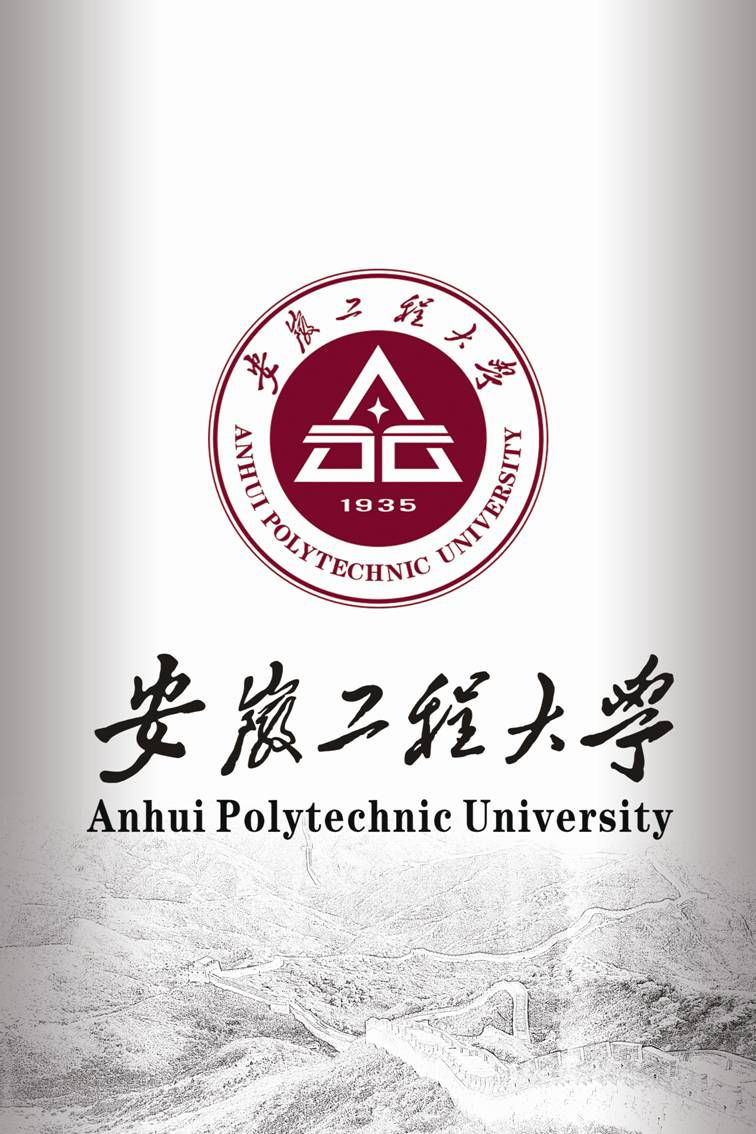 安徽工程大學
1935
ANHUI POLYTECHNIC UNIVERSITY
安徽工程大學
Anhui Polytechnic University